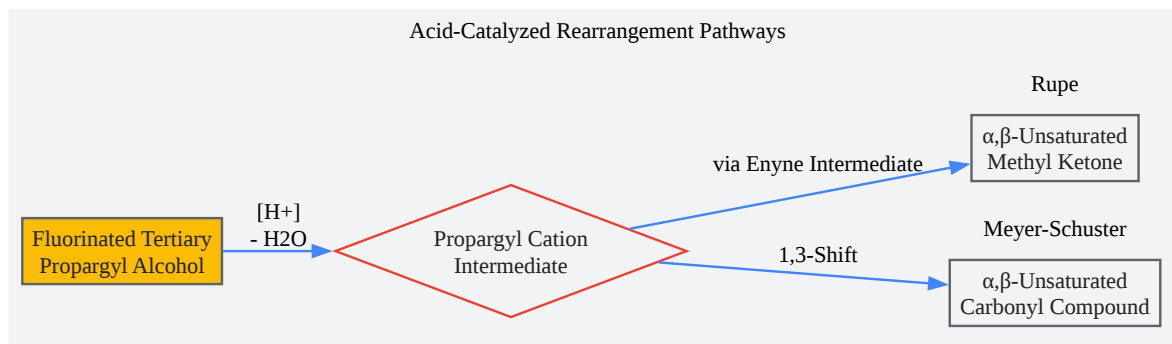 Acid-Catalyzed Rearrangement Pathways
Rupe
α,β-Unsaturated
Methyl Ketone
via Enyne Intermediate
[H+]
- H2O
Fluorinated Tertiary
Propargyl Alcohol
Propargyl Cation
Intermediate
Meyer-Schuster
1,3-Shift
α,β-Unsaturated
Carbonyl Compound